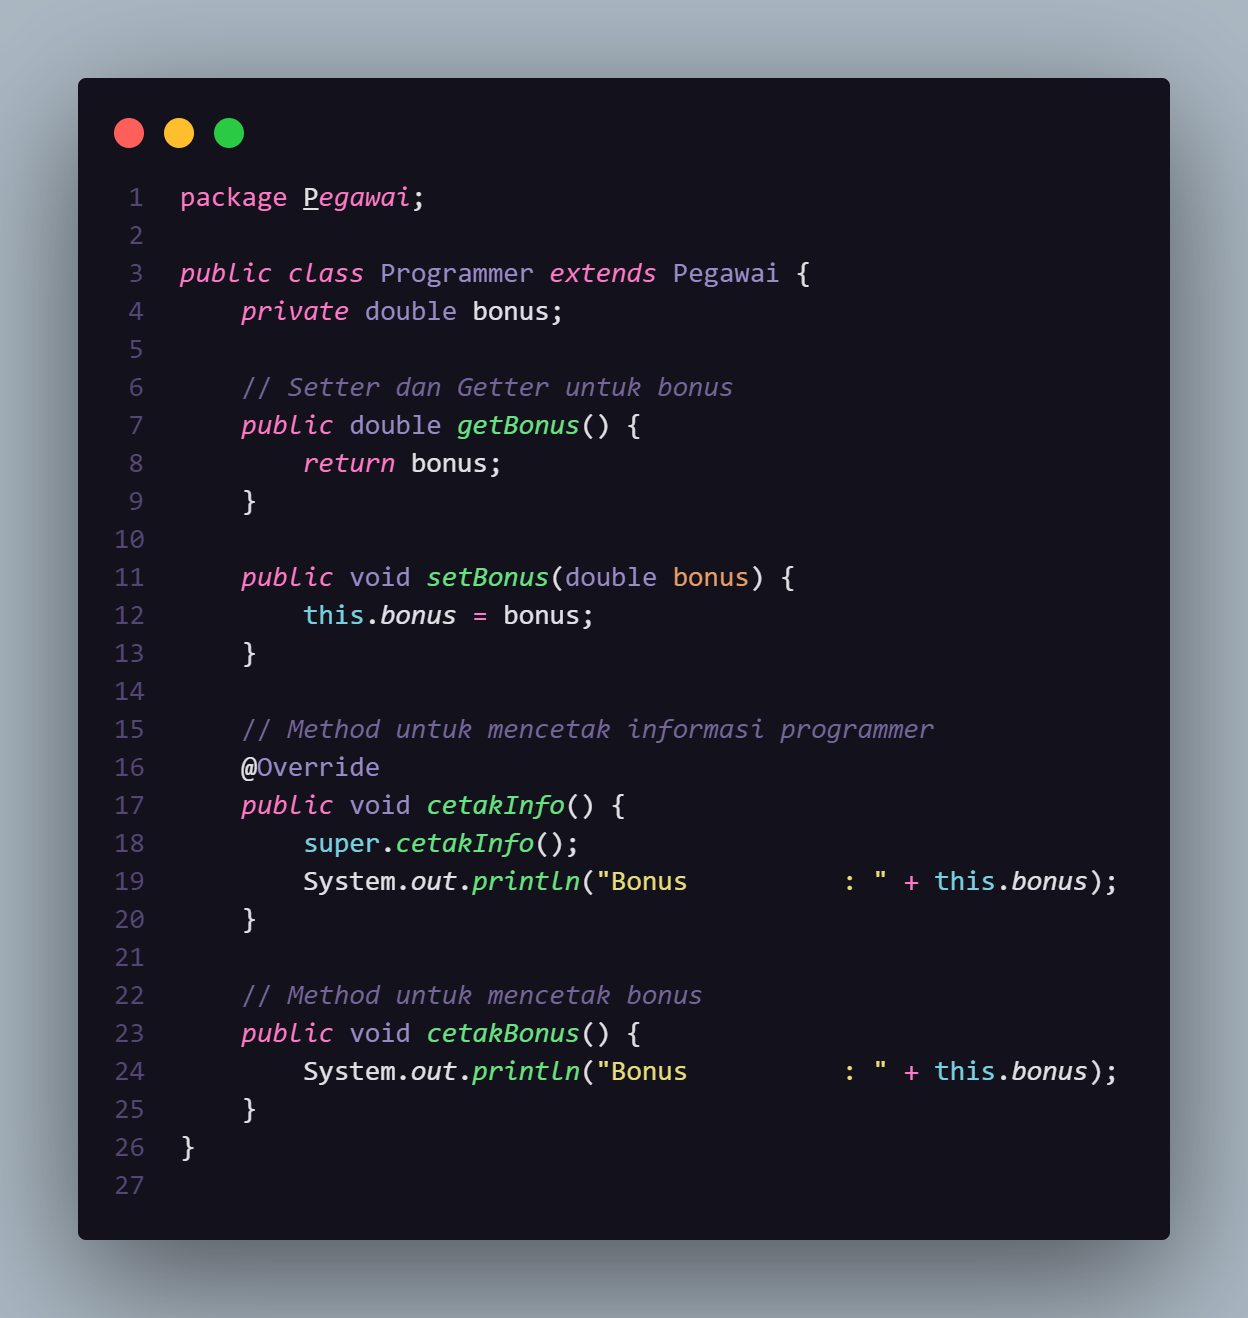 1 package Pegawai;
2
3 public class Programmer extends Pegawai {
4     private double bonus;
5
6     // Setter dan Getter untuk bonus
7     public double getBonus() {
8         return bonus;
9     }
10
11     public void setBonus(double bonus) {
12         this.bonus = bonus;
13     }
14
15     // Method untuk mencetak informasi programmer
16     @Override
17     public void cetakInfo() {
18         super.cetakInfo();
19         System.out.println("Bonus          : " + this.bonus);
20     }
21
22     // Method untuk mencetak bonus
23     public void cetakBonus() {
24         System.out.println("Bonus          : " + this.bonus);
25     }
26 }
27